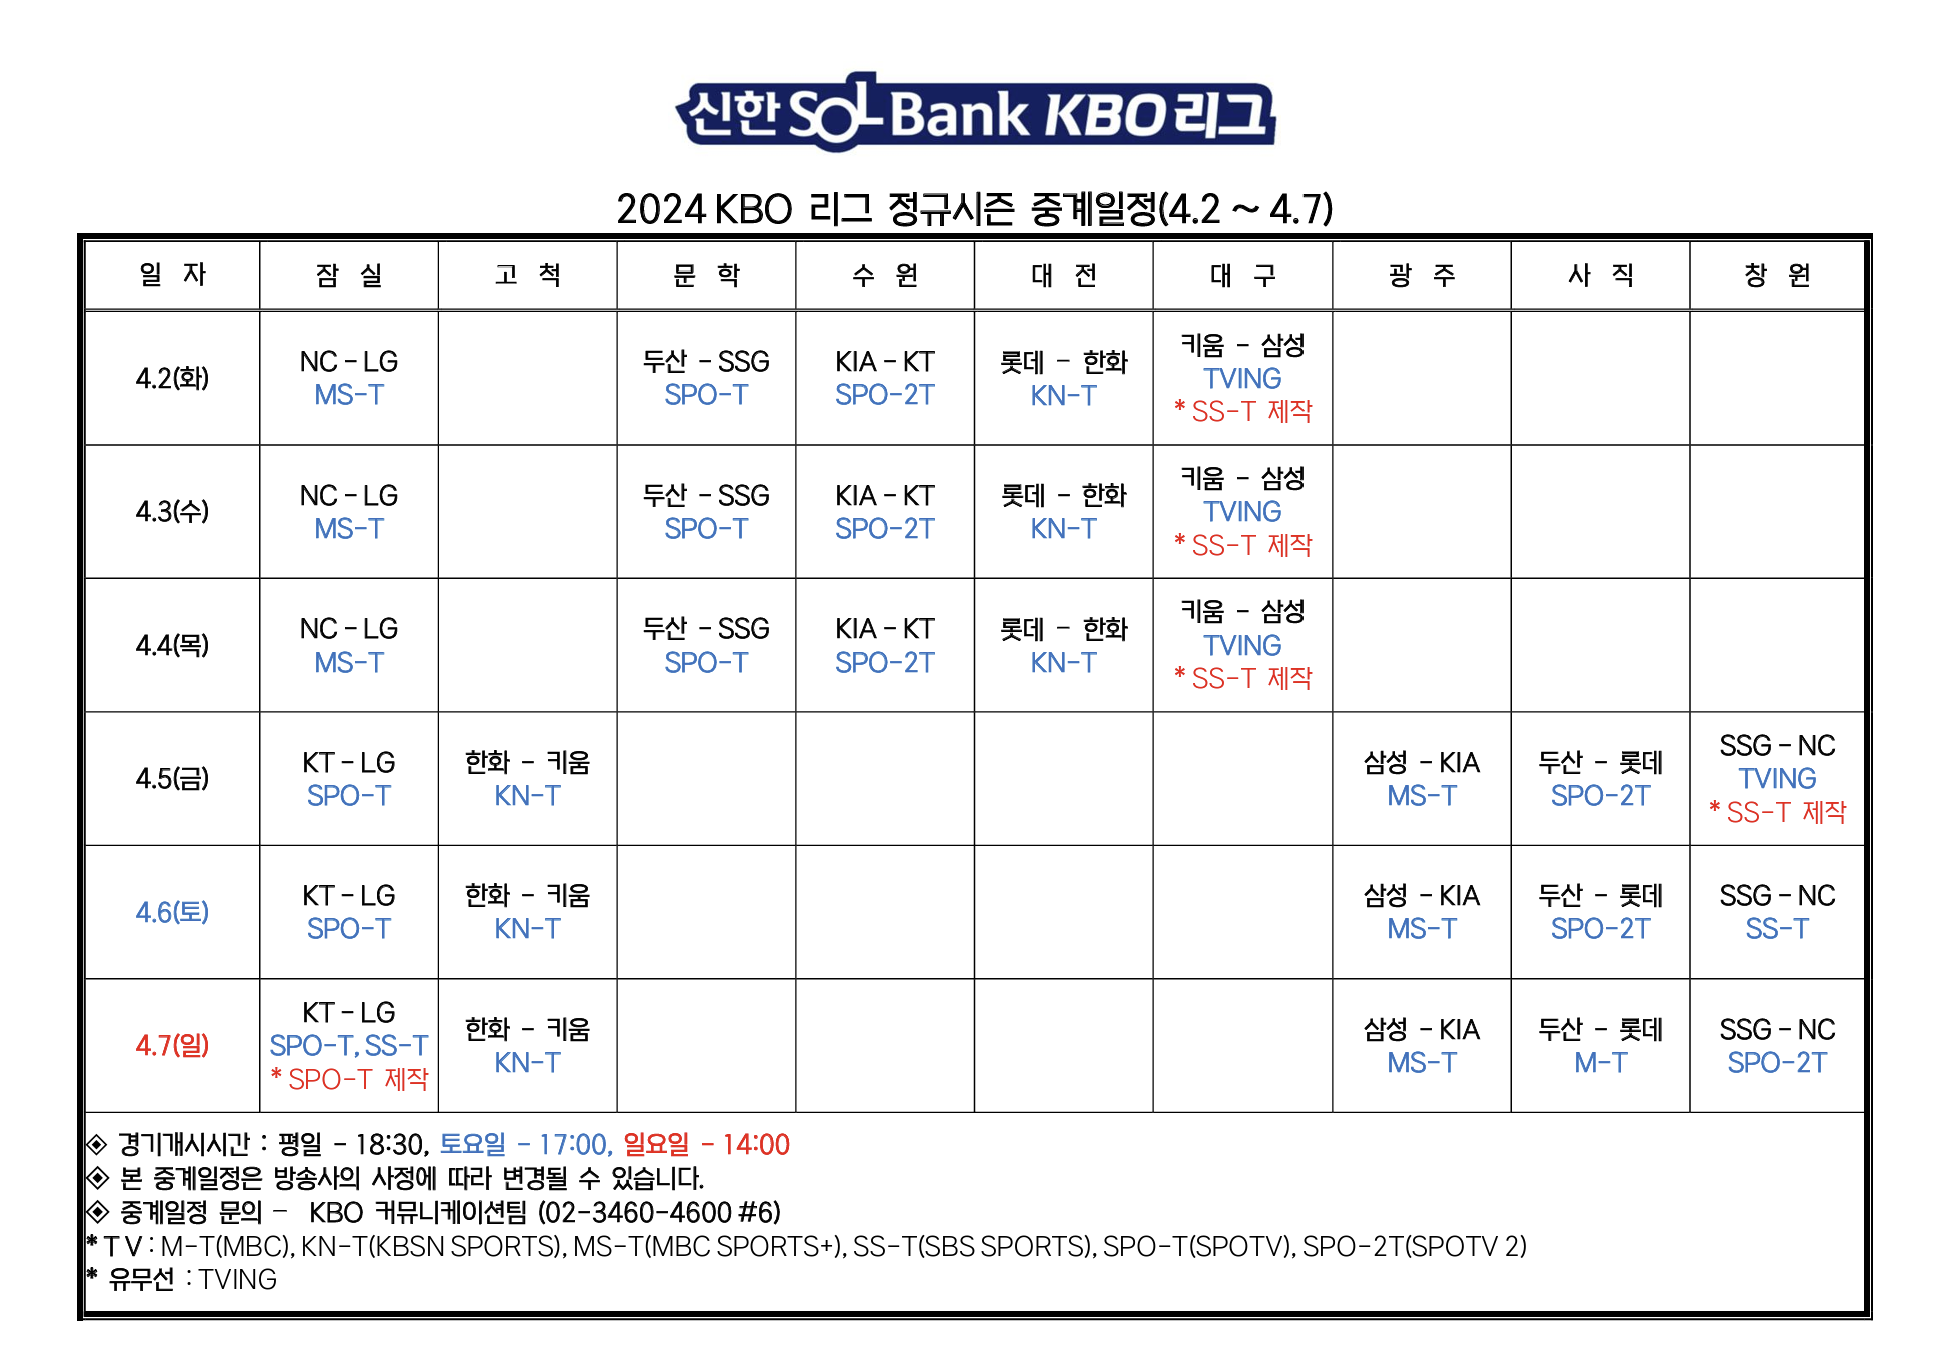 신한 SOL Bank KBO 리그
2024 KBO 리그 정규시즌 중계일정(4.2 ~ 4.7)
일 자 잠 실 고 척 문 학 수 원 대 전 대 구 광 주 사 직 창 원
4.2(화)
NC - LG
MS-T
두산 - SSG
SPO-T
KIA - KT
SPO-2T
롯데 - 한화
KN-T
키움 - 삼성
TVING
* SS-T 제작
4.3(수)
NC - LG
MS-T
두산 - SSG
SPO-T
KIA - KT
SPO-2T
롯데 - 한화
KN-T
키움 - 삼성
TVING
* SS-T 제작
4.4(목)
NC - LG
MS-T
두산 - SSG
SPO-T
KIA - KT
SPO-2T
롯데 - 한화
KN-T
키움 - 삼성
TVING
* SS-T 제작
4.5(금)
KT - LG
SPO-T
한화 - 키움
KN-T
삼성 - KIA
MS-T
두산 - 롯데
SPO-2T
SSG - NC
TVING
* SS-T 제작
4.6(토)
KT - LG
SPO-T
한화 - 키움
KN-T
삼성 - KIA
MS-T
두산 - 롯데
SPO-2T
SSG - NC
SS-T
4.7(일)
KT - LG
SPO-T, SS-T
* SPO-T 제작
한화 - 키움
KN-T
삼성 - KIA
MS-T
두산 - 롯데
M-T
SSG - NC
SPO-2T
◈ 경기개시시간 : 평일 - 18:30, 토요일 - 17:00, 일요일 - 14:00
◈ 본 중계일정은 방송사의 사정에 따라 변경될 수 있습니다.
◈ 중계일정 문의 - KBO 커뮤니케이션팀 (02-3460-4600 #6)
* T V : M-T(MBC), KN-T(KBSN SPORTS), MS-T(MBC SPORTS+), SS-T(SBS SPORTS), SPO-T(SPOTV), SPO-2T(SPOTV 2)
* 유무선 : TVING